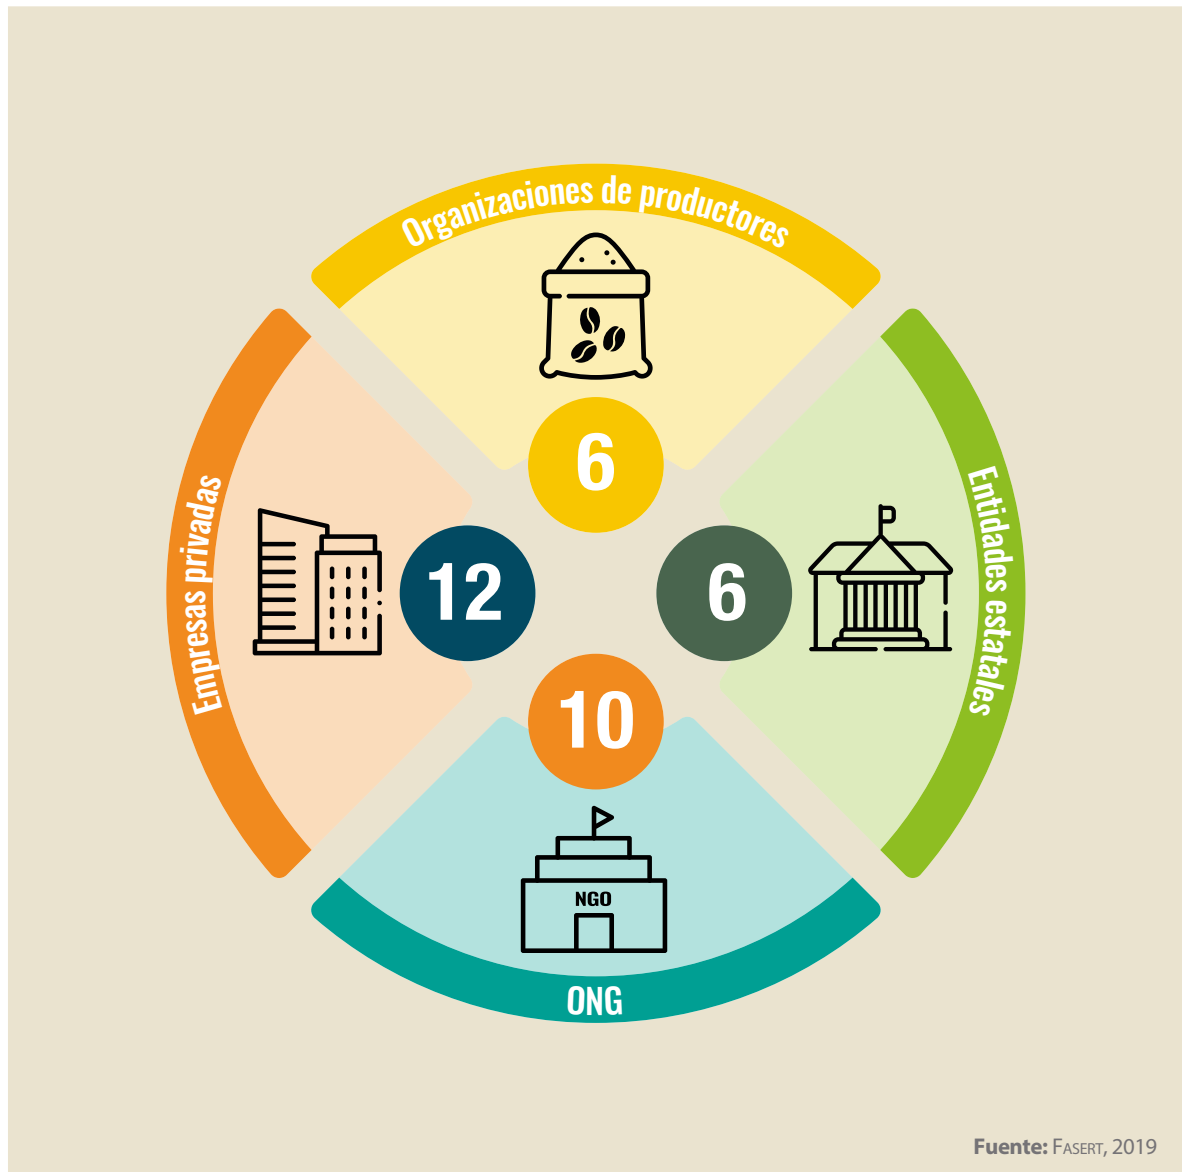 Organizaciones de productores
6
Empresas privadas
12
6
Entidades estatales
10
NGO
ONG
Fuente: FASERT, 2019